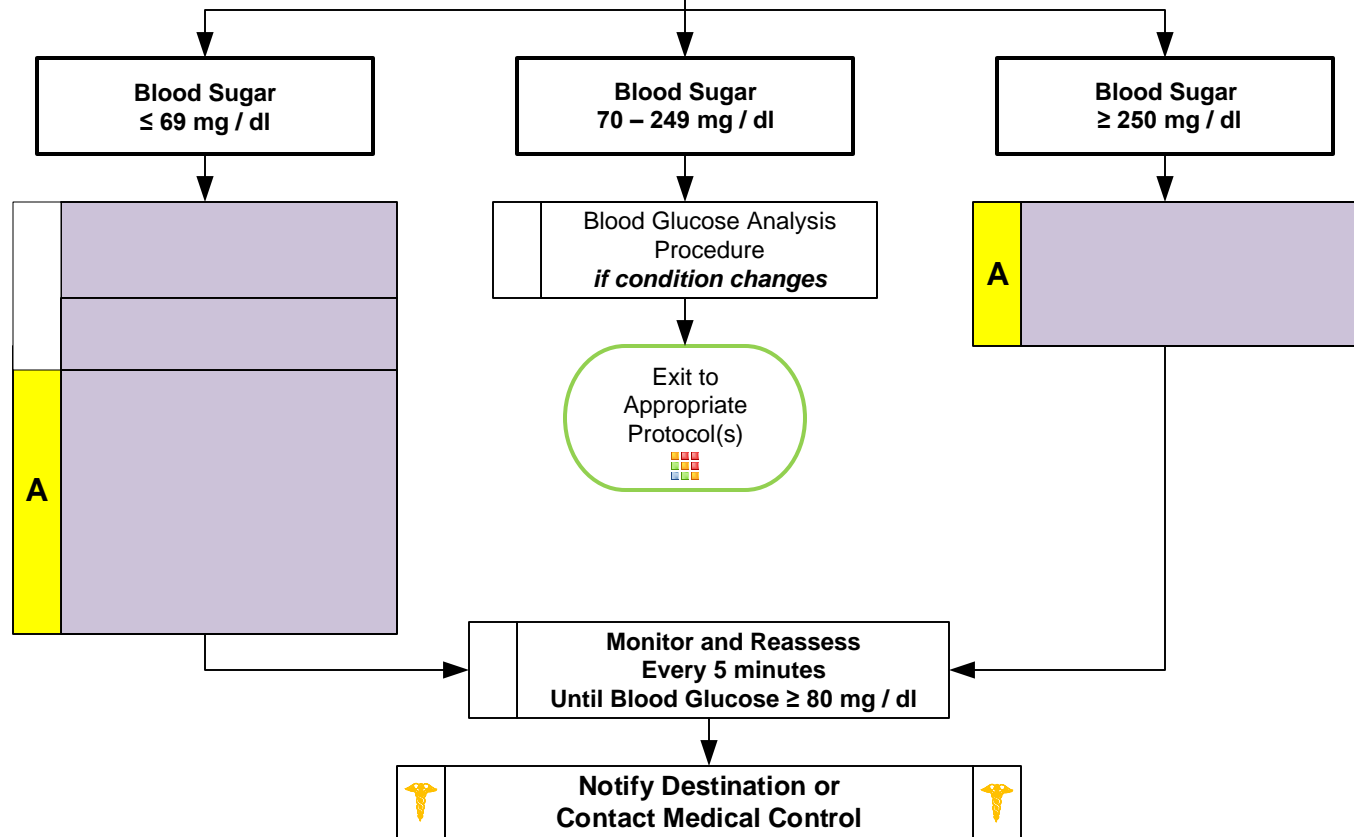 Blood Sugar
≤ 69 mg / dl
Blood Sugar
70 – 249 mg / dl
Blood Sugar
≥ 250 mg / dl
Blood Glucose Analysis
Procedure
if condition changes
A
Exit to
Appropriate
Protocol(s)
A
Monitor and Reassess
Every 5 minutes
Until Blood Glucose ≥ 80 mg / dl
Notify Destination or
Contact Medical Control